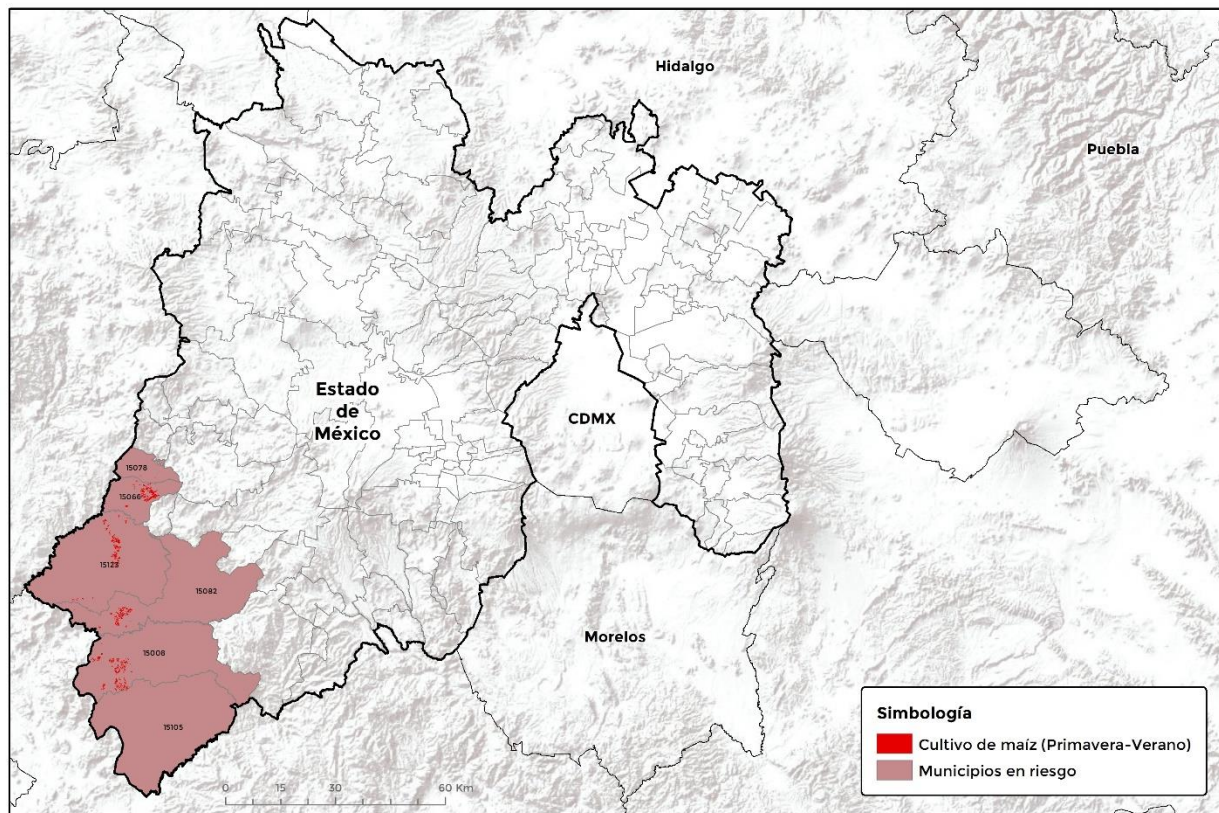 Hidalgo
Puebla
Estado
de
México
CDMX
15078
15066
15123
15082
Morelos
15008
15105
Simbología
Cultivo de maíz (Primavera-Verano)
Municipios en riesgo
0 15 30 60 Km